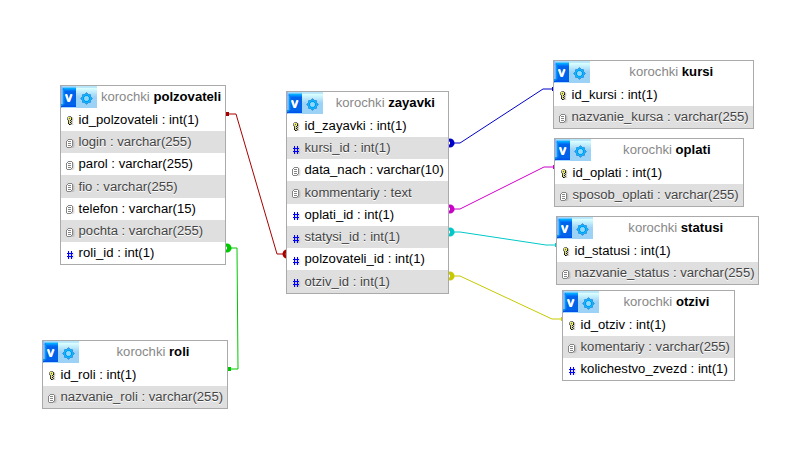 korochki polzovateli
id_polzovateli : int(1)
login : varchar(255)
parol : varchar(255)
fio : varchar(255)
telefon : varchar(15)
pochta : varchar(255)
roli_id : int(1)
korochki roli
id_roli : int(1)
nazvanie_roli : varchar(255)
korochki zayavki
id_zayavki : int(1)
kursi_id : int(1)
data_nach : varchar(10)
kommentariy : text
oplati_id : int(1)
statysi_id : int(1)
polzovateli_id : int(1)
otziv_id : int(1)
korochki kursi
id_kursi : int(1)
nazvanie_kursa : varchar(255)
korochki oplati
id_oplati : int(1)
sposob_oplati : varchar(255)
korochki statusi
id_statusi : int(1)
nazvanie_status : varchar(255)
korochki otzivi
id_otziv : int(1)
komentariy : varchar(255)
kolichestvo_zvezd : int(1)